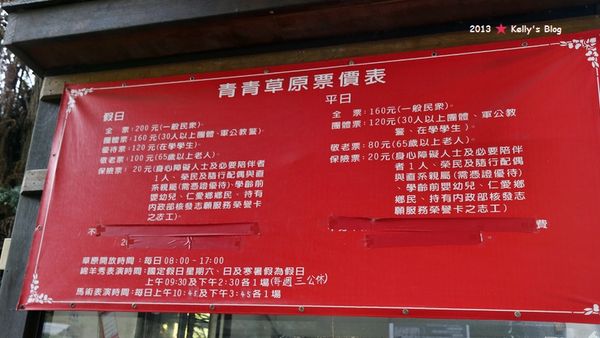 2013 ★ Kelly's Blog
青青草原票價表
假日
全 票:200元(一般民衆)。
團體票:160元(30人以上團體、軍公教警)。
優待票:120元(在學學生)。
敬老票:100元(65歲以上老人)。
保險票: 20元(身心障礙人士及必要陪伴者
1人、榮民及隨行配偶與直
系親屬(需憑證優待)、學齡前
嬰幼兒、仁愛鄉鄉民、持有
內政部核發志願服務榮譽卡
之志工)
不
20
平日
全 票:160元(一般民衆)。
團體票:120元(30人以上團體、軍公教
警、在學學生)。
敬老票:80元(65歲以上老人)。
保險票:20元(身心障礙人士及必要陪伴
者1人、榮民及隨行配偶
與直系親屬(需憑證優待)
、學齡前嬰幼兒、仁愛鄉
鄉民、持有內政部核發志
願服務榮譽卡之志工)
費
草原開放時間:每日08:00-17:00
綿羊秀表演時間:國定假日星期六、日及寒暑假為假日
上午09:30及下午2:30各1場(每週三公休)
馬術表演時間:每日上午10:45及下午3:45各1場